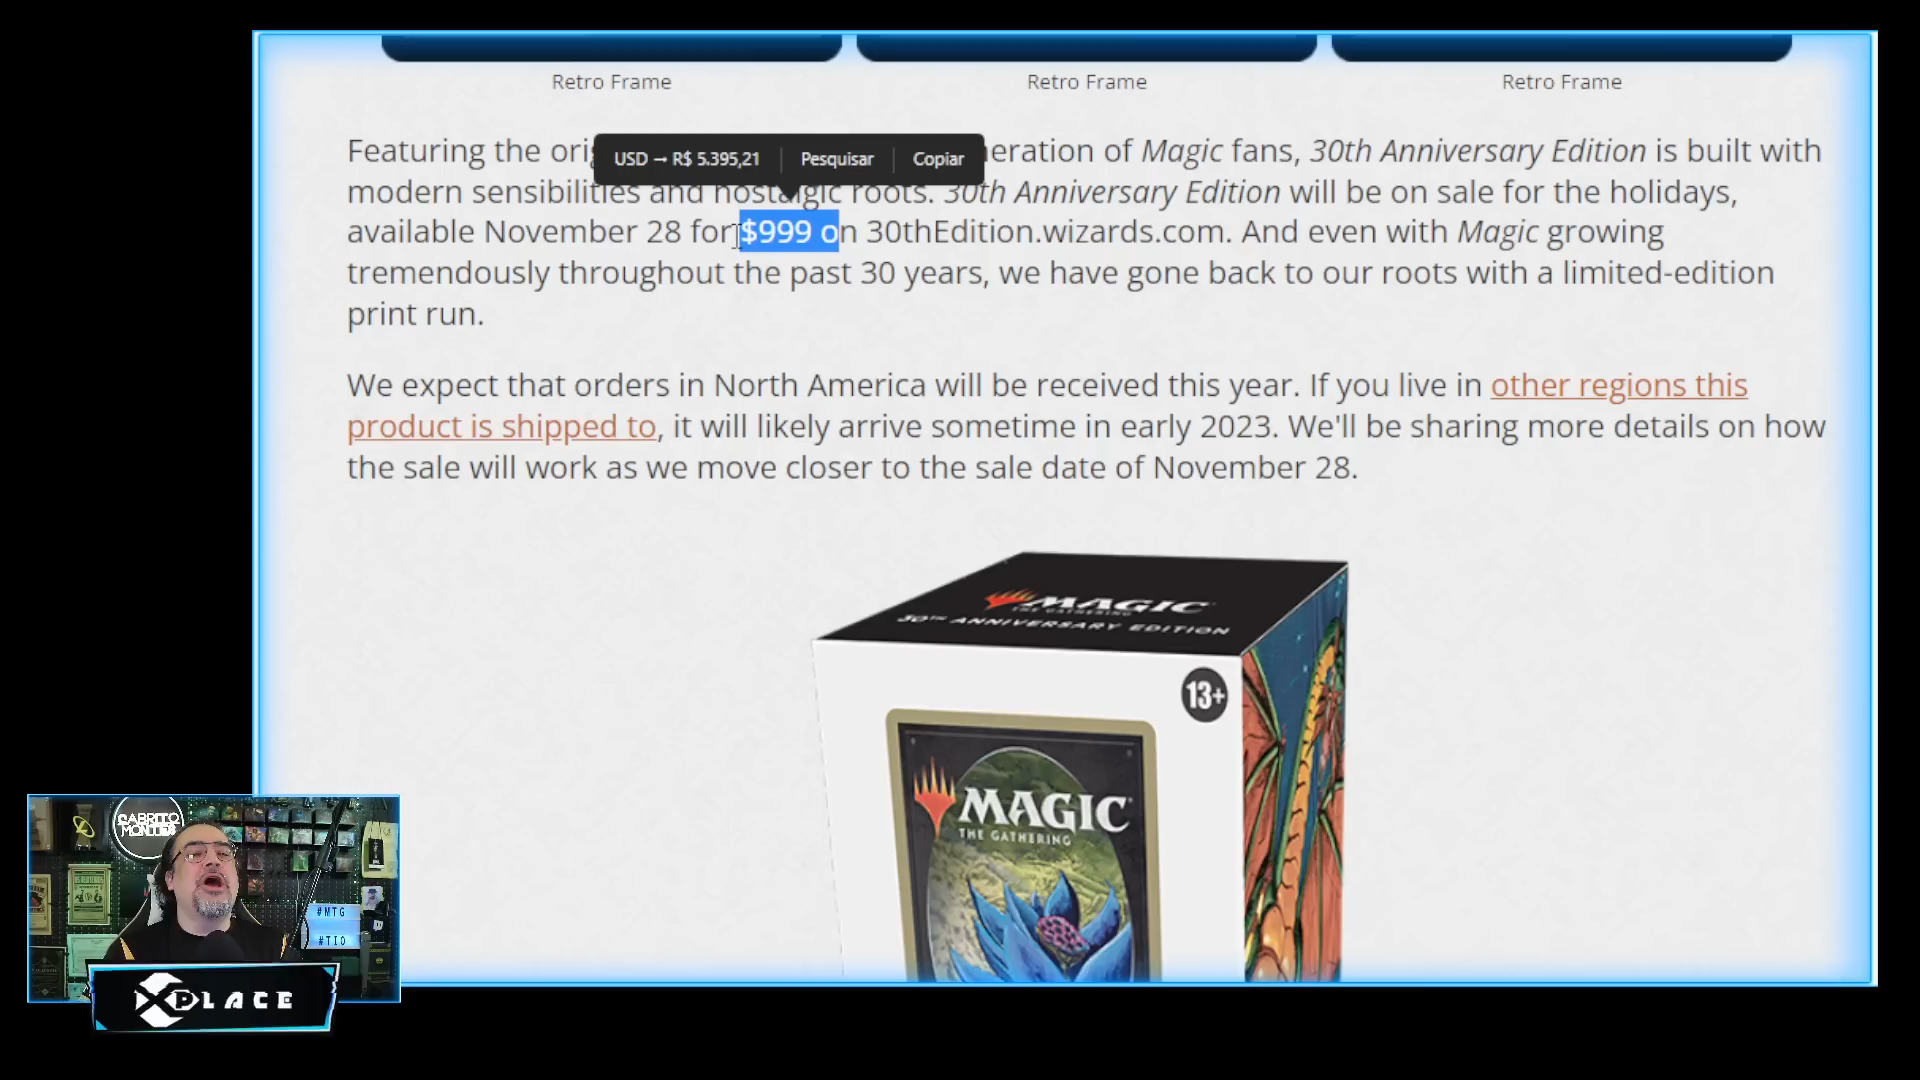 Retro Frame
Retro Frame
Retro Frame
USD → R$ 5.395,21
Pesquisar
Copiar
Featuring the eration of Magic fans, 30th Anniversary Edition is built with
modern sensibilities and nostalgic roots. 30th Anniversary Edition will be on sale for the holidays,
available November 28 for $999 on 30thEdition.wizards.com. And even with Magic growing
tremendously throughout the past 30 years, we have gone back to our roots with a limited-edition
print run.
We expect that orders in North America will be received this year. If you live in other regions this
product is shipped to, it will likely arrive sometime in early 2023. We'll be sharing more details on how
the sale will work as we move closer to the sale date of November 28.
MAGIC
THE GATHERING
30TH ANNIVERSARY EDITION
13+
MAGIC
THE GATHERING
CABRITO
MONTÊS
#MTG
#TIO
XPLACE